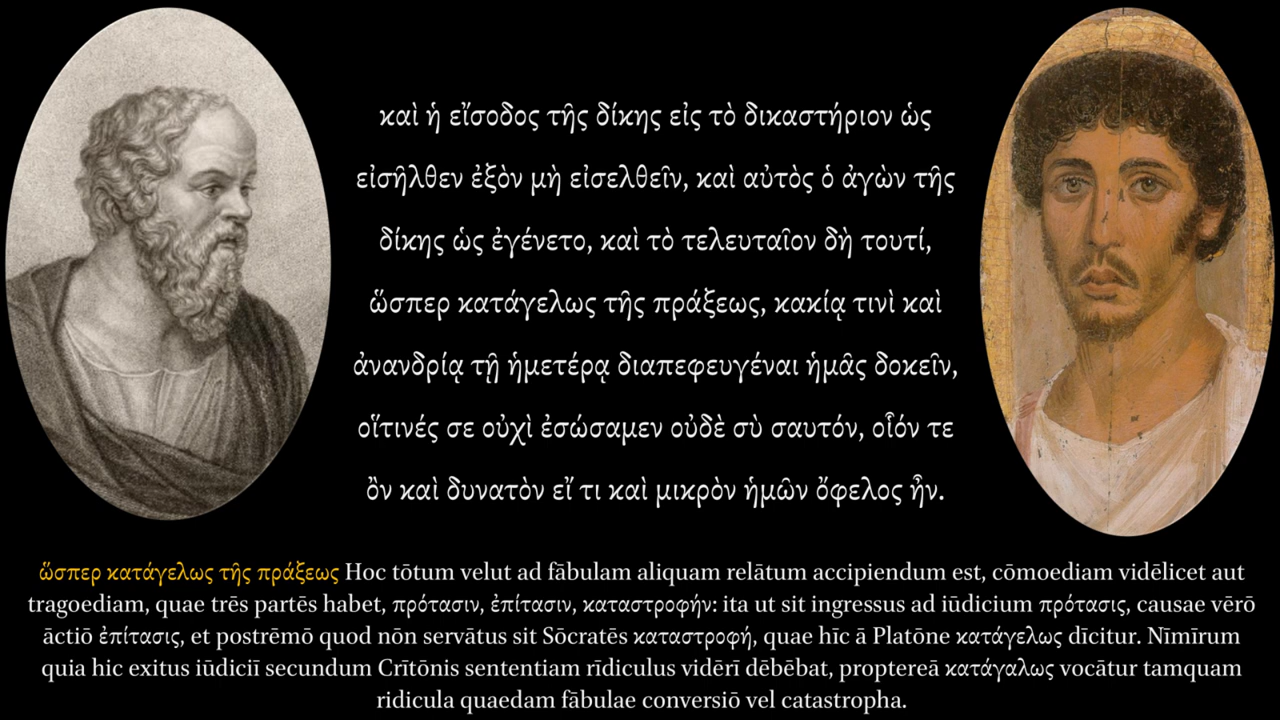 καὶ ἡ εἴσοδος τῆς δίκης εἰς τὸ δικαστήριον ὡς
εἰσῆλθεν ἐξὸν μὴ εἰσελθεῖν, καὶ αὐτὸς ὁ ἀγὼν τῆς
δίκης ὡς ἐγένετο, καὶ τὸ τελευταῖον δὴ τουτί,
ὥσπερ κατάγελως τῆς πράξεως, κακίᾳ τινὶ καὶ
ἀνανδρίᾳ τῇ ἡμετέρᾳ διαπεφευγέναι ἡμᾶς δοκεῖν,
οἵτινές σε οὐχὶ ἐσώσαμεν οὐδὲ σὺ σαυτόν, οἷόν τε
ὂν καὶ δυνατὸν εἴ τι καὶ μικρὸν ἡμῶν ὄφελος ἦν.
ὥσπερ κατάγελως τῆς πράξεως Hoc tōtum velut ad fābulam aliquam relātum accipiendum est, cōmoediam vidēlicet aut
tragoediam, quae trēs partēs habet, πρότασιν, ἐπίτασιν, καταστροφήν: ita ut sit ingressus ad iūdicium πρότασις, causae vērō
āctiō ἐπίτασις, et postrēmō quod nōn servātus sit Sōcratēs καταστροφή, quae hīc ā Platōne κατάγελως dīcitur. Nīmīrum
quia hic exitus iūdiciī secundum Crītōnis sententiam rīdiculus vidērī dēbēbat, proptereā κατάγαλως vocātur tamquam
ridicula quaedam fābulae conversiō vel catastropha.